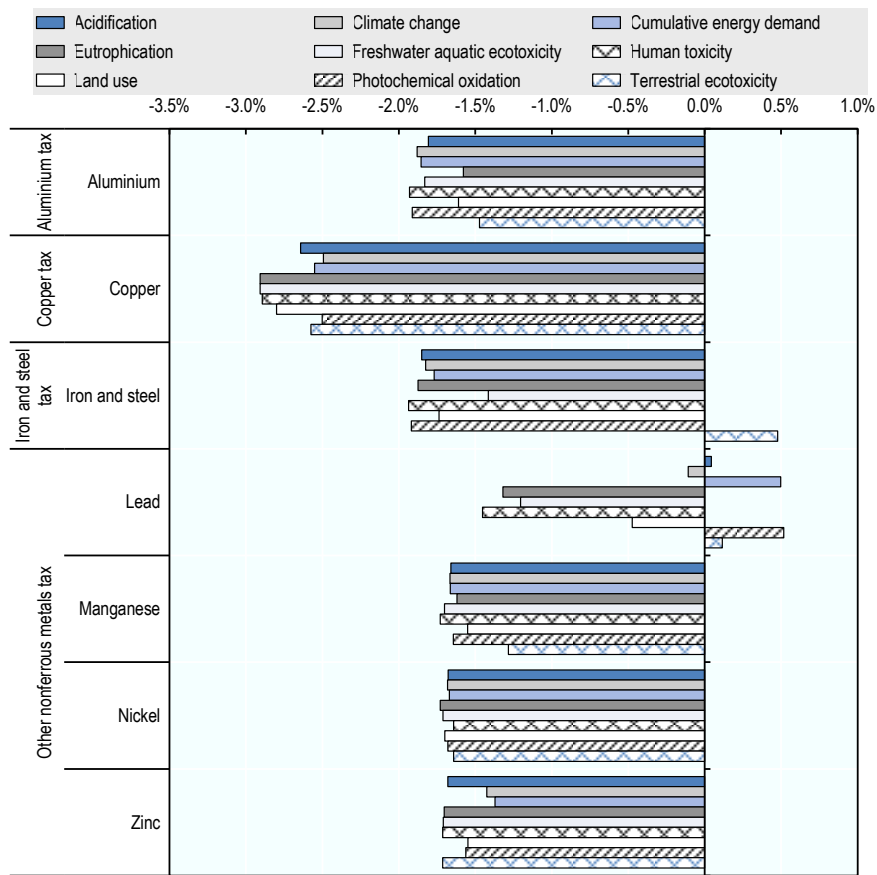 Acidification
Climate change
Cumulative energy demand
Eutrophication
Freshwater aquatic ecotoxicity
Human toxicity
Land use
Photochemical oxidation
Terrestrial ecotoxicity
-3.5% -3.0% -2.5% -2.0% -1.5% -1.0% -0.5% 0.0% 0.5% 1.0%
Aluminium tax
Aluminium
Copper tax
Copper
Iron and steel
tax
Iron and steel
Other nonferrous metals tax
Lead
Manganese
Nickel
Zinc